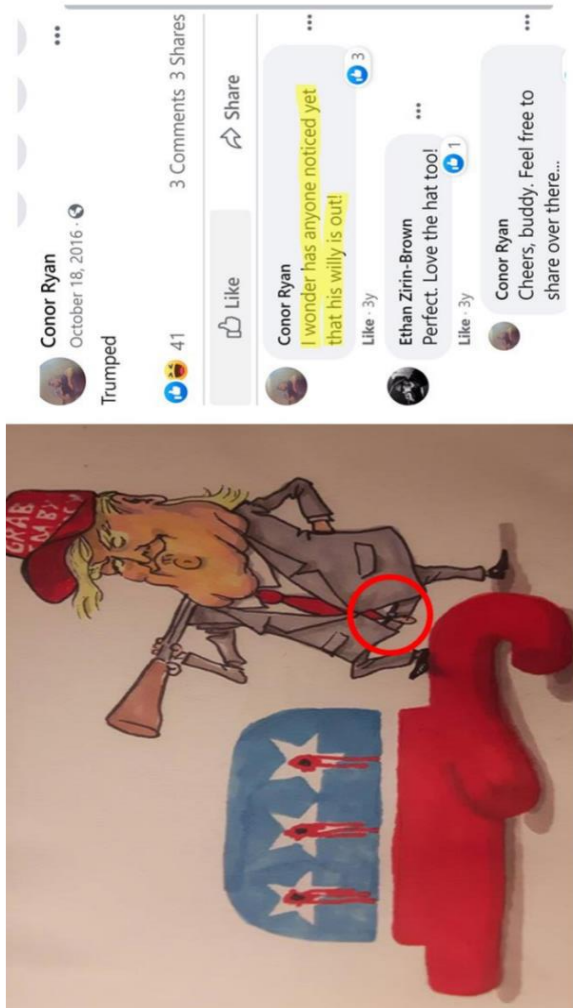 Conor Ryan
October 18, 2016 ·
Trumped
41
3 Comments 3 Shares
Like
Share
Conor Ryan
I wonder has anyone noticed yet
that his willy is out!
3
Like · 3y
Ethan Zirin-Brown
Perfect. Love the hat too!
1
Like · 3y
Conor Ryan
Cheers, buddy. Feel free to
share over there...
GRAB
BY